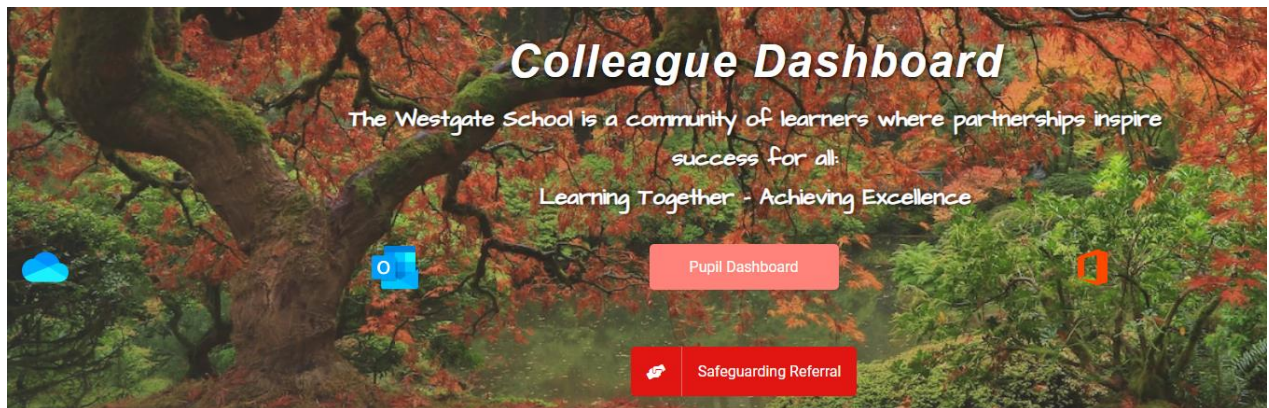 Colleague Dashboard
The Westgate School is a community of learners where partnerships inspire
success for all:
Learning Together - Achieving Excellence
O
Pupil Dashboard
Safeguarding Referral